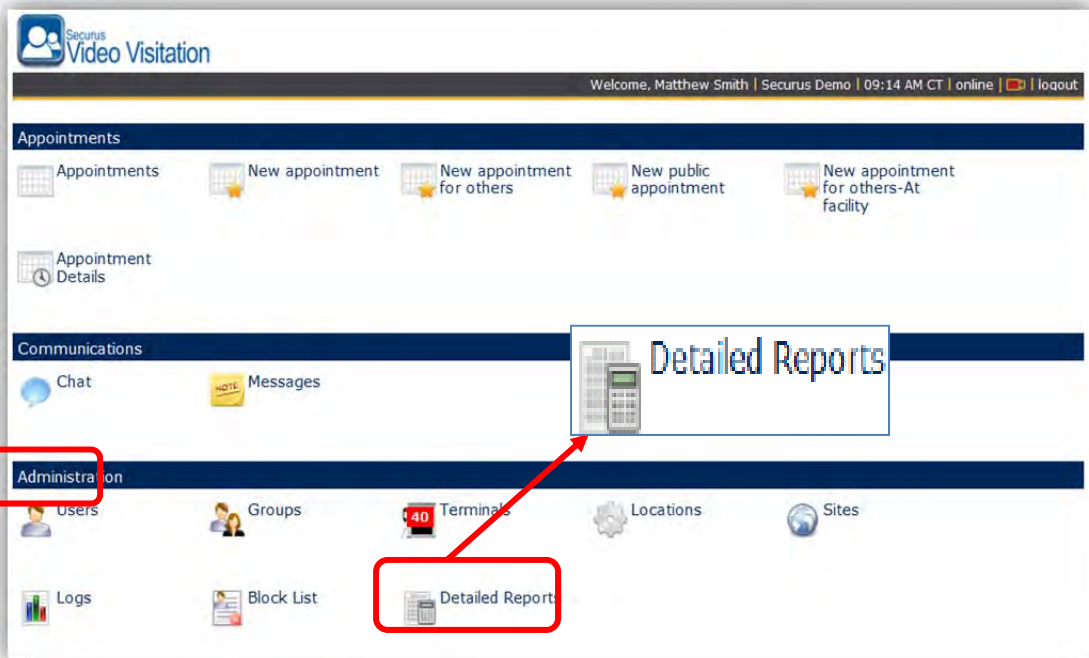 Securus
Video Visitation
Welcome, Matthew Smith | Securus Demo | 09:14 AM CT | online | | logout
Appointments
Appointments
New appointment
New appointment
for others
New public
appointment
New appointment
for others-At
facility
Appointment
Details
Communications
Chat
NOTE
Messages
Detailed Reports
Administration
Users
Groups
40
Terminals
Locations
Sites
Logs
Block List
Detailed Reports